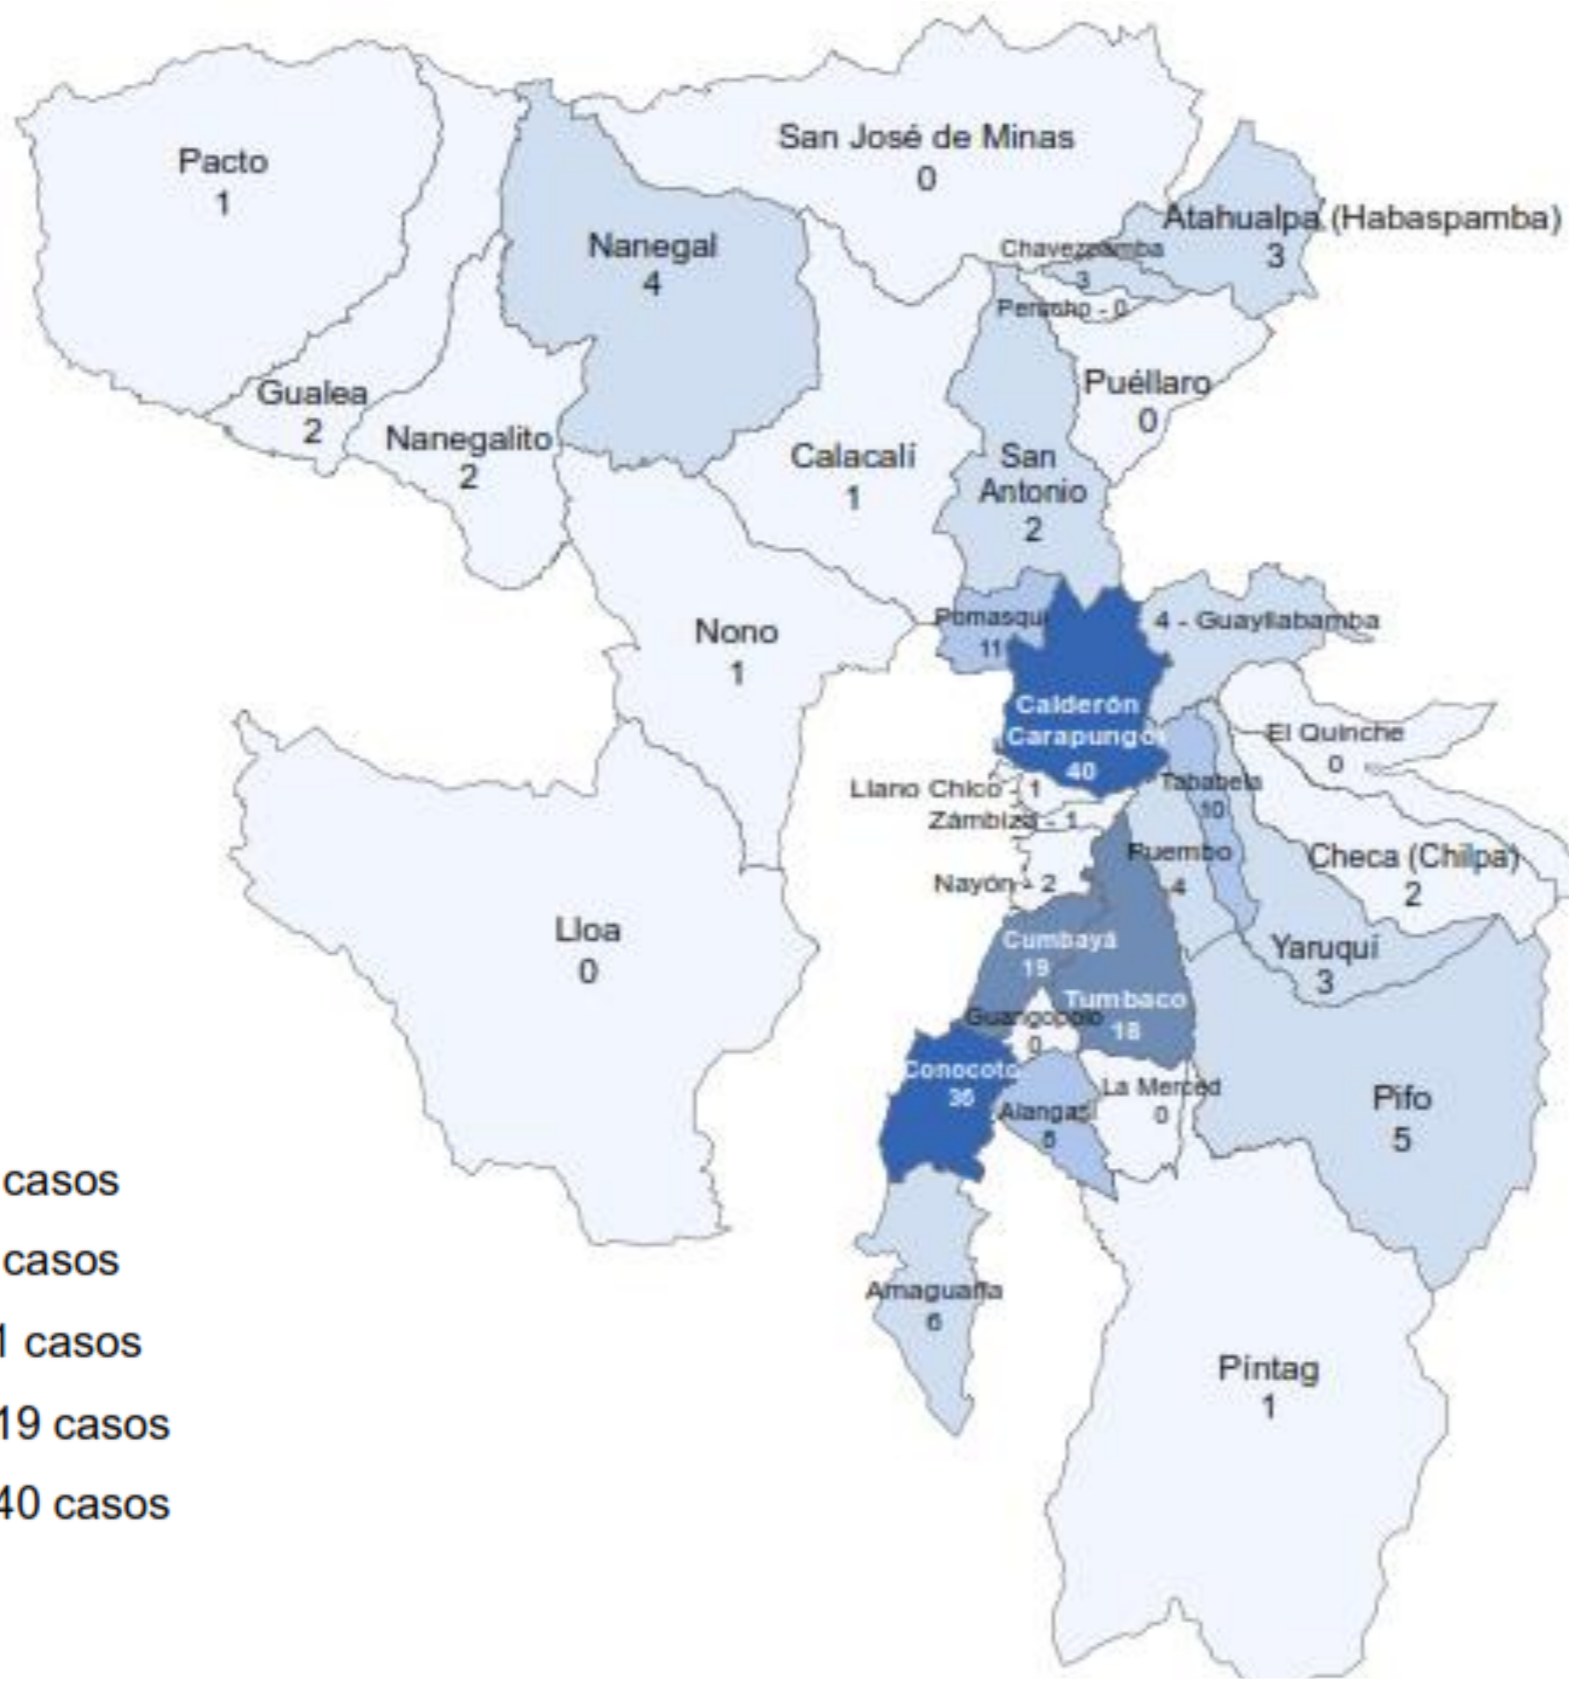 Pacto
1
San José de Minas
0
Nanegal
4
Atahualpa (Habaspamba)
3
Chavezpamba
3
Perucho - 0
Puéllaro
0
Gualea
2
Nanegalito
2
Calacalí
1
San
Antonio
2
Nono
1
Pomasqui
11
4 - Guayllabamba
Calderón
Carapungo
40
El Quinche
0
Llano Chico - 1
Zámbiza - 1
Tababela
10
Nayón - 2
Puembo
4
Checa (Chilpa)
2
Lloa
0
Cumbayá
19
Yaruquí
3
Tumbaco
18
Guangopolo
0
Conocoto
La Merced
0
Alangasí
Pifo
5
Amaguaña
6
Píntag
1
casos
casos
1 casos
19 casos
40 casos